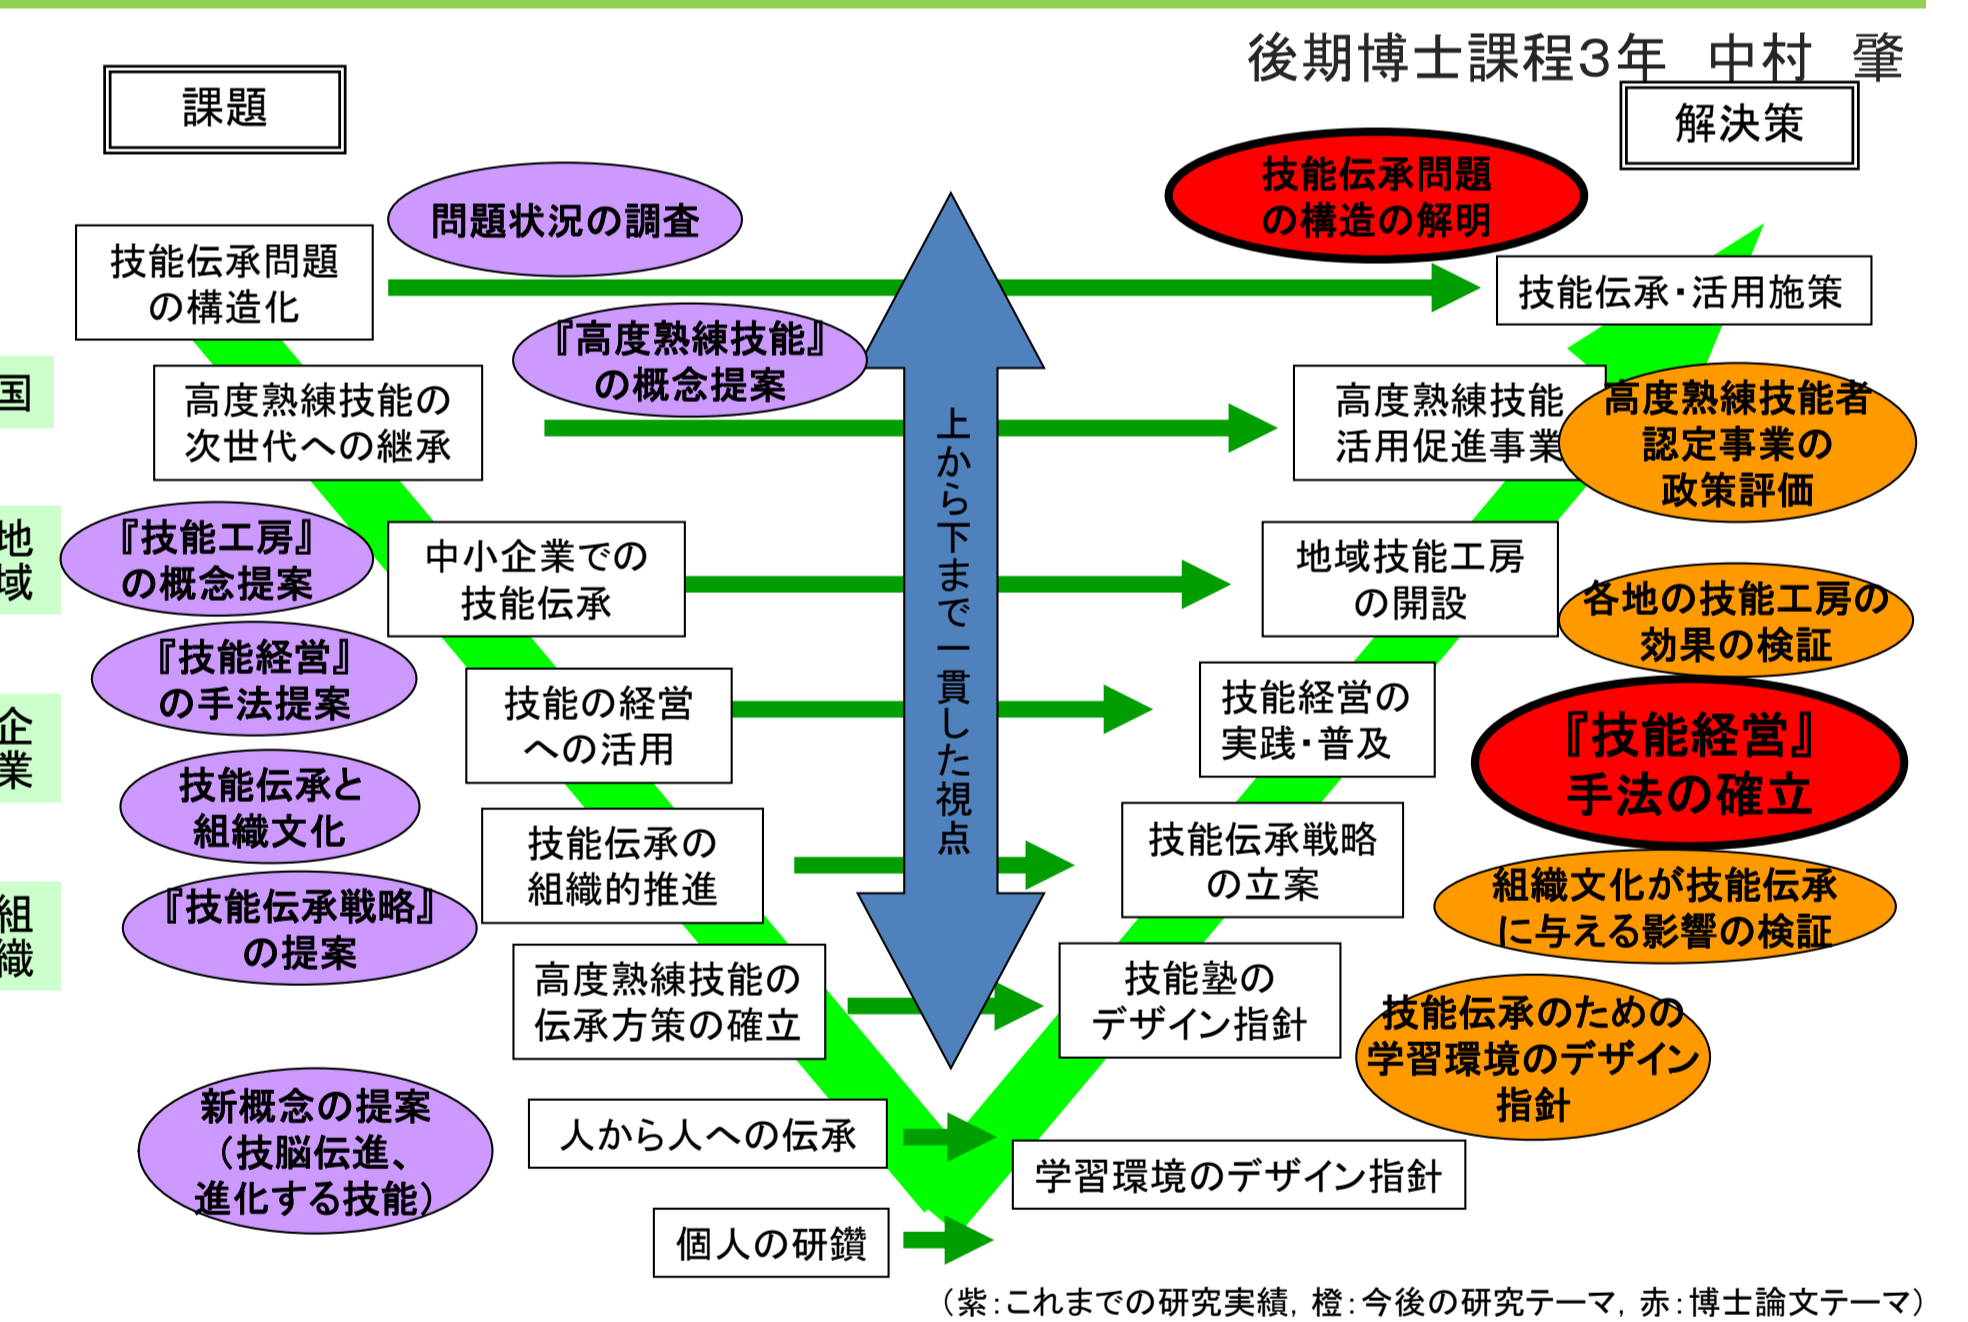 後期博士課程3年　中村　肇
課題
解決策
問題状況の調査
技能伝承問題
の構造の解明
技能伝承問題
の構造化
技能伝承・活用施策
国
『高度熟練技能』
の概念提案
高度熟練技能の
次世代への継承
高度熟練技能
活用促進事業
高度熟練技能者
認定事業の
政策評価
上から下まで一貫した視点
地
域
『技能工房』
の概念提案
中小企業での
技能伝承
地域技能工房
の開設
各地の技能工房の
効果の検証
『技能経営』
の手法提案
企
業
技能の経営
への活用
技能経営の
実践・普及
『技能経営』
手法の確立
技能伝承と
組織文化
技能伝承の
組織的推進
技能伝承戦略
の立案
組織文化が技能伝承
に与える影響の検証
組
織
『技能伝承戦略』
の提案
高度熟練技能の
伝承方策の確立
技能塾の
デザイン指針
技能伝承のための
学習環境のデザイン
指針
新概念の提案
（技脳伝進、
進化する技能）
人から人への伝承
学習環境のデザイン指針
個人の研鑽
（紫：これまでの研究実績，橙：今後の研究テーマ，赤：博士論文テーマ）